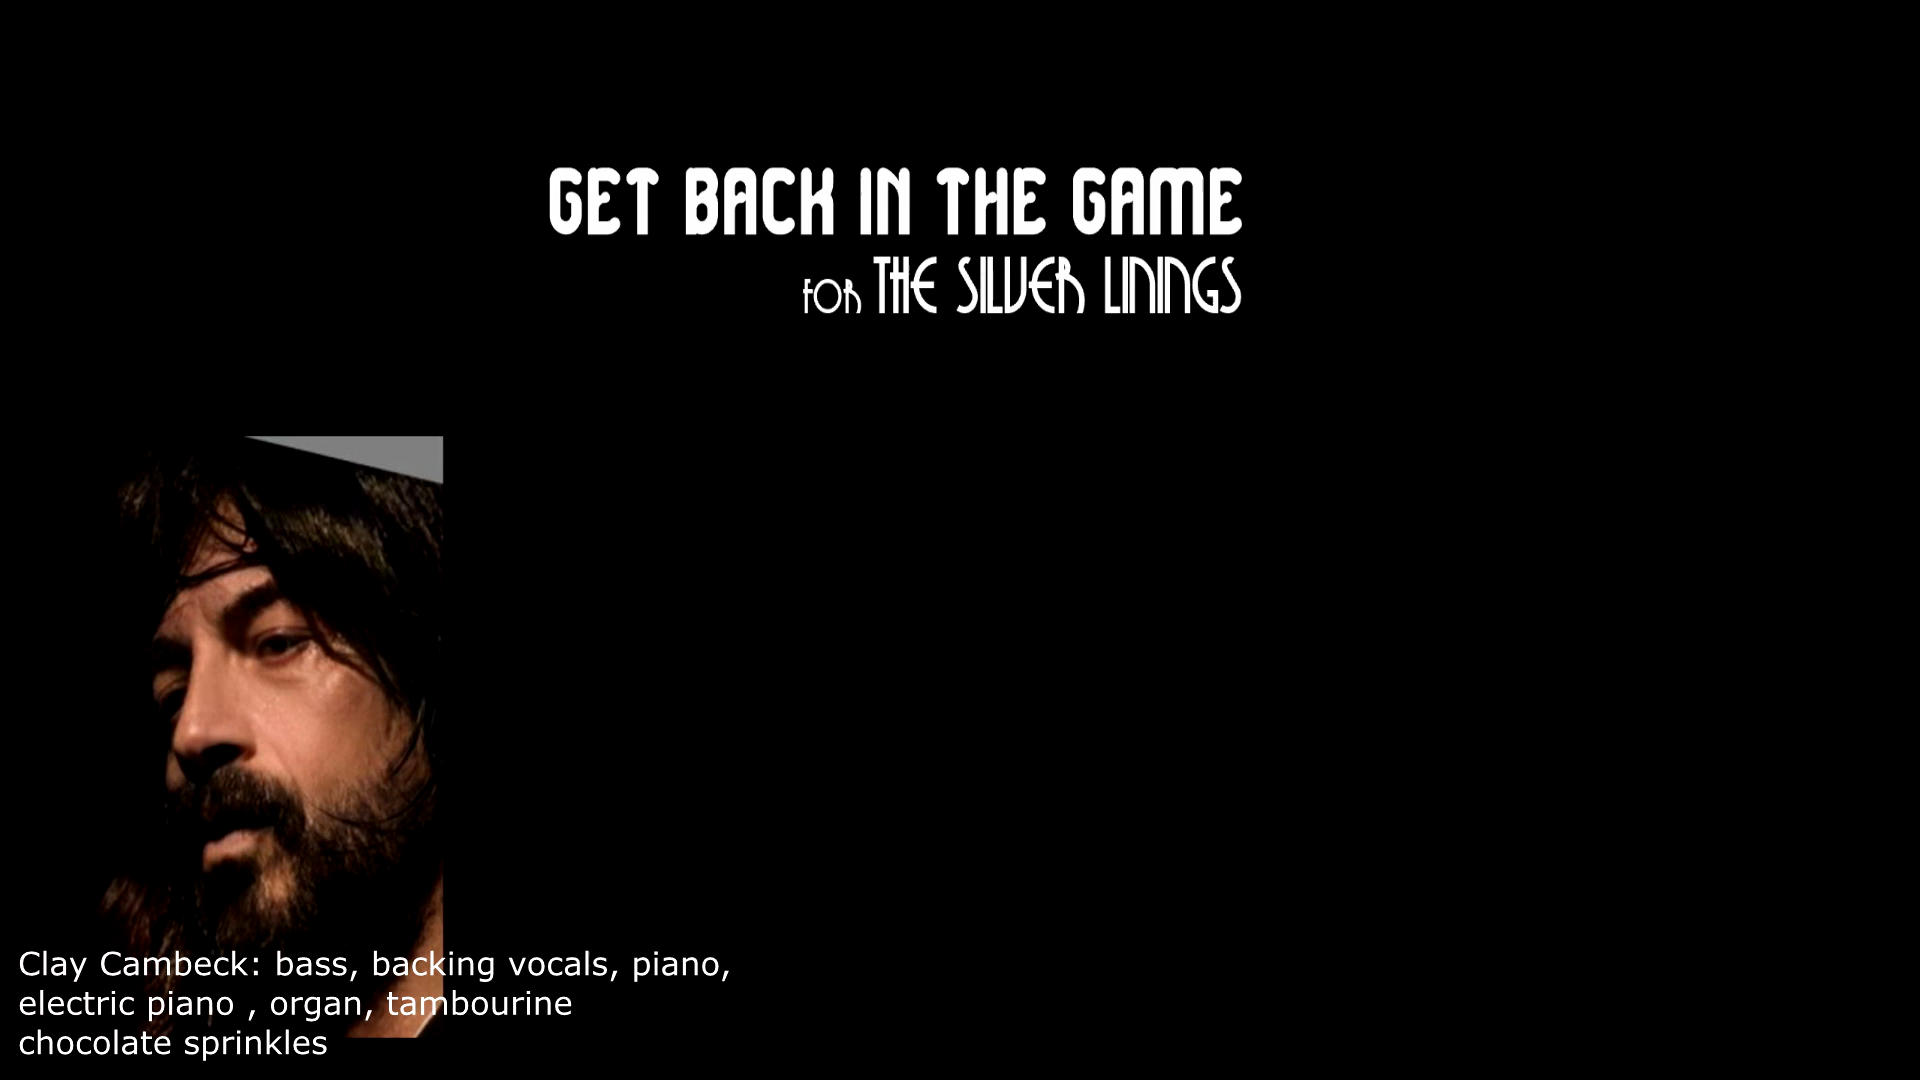 GET BACK IN THE GAME
FOR THE SILVER LININGS
Clay Cambeck: bass, backing vocals, piano,
electric piano , organ, tambourine
chocolate sprinkles